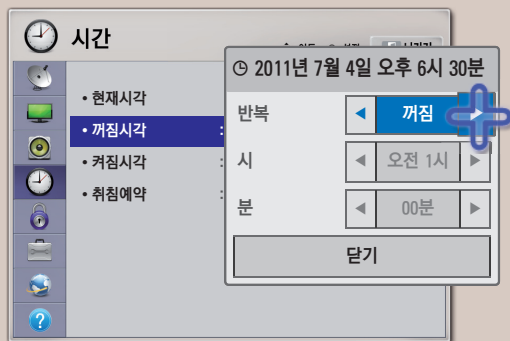 시간
2011년 7월 4일 오후 6시 30분
• 현재시각
• 꺼짐시각 :
• 켜짐시각 :
• 취침예약 :
반복 ◀ 꺼짐 ▶
시 ◀ 오전 1시 ▶
분 ◀ 00분 ▶
닫기
?